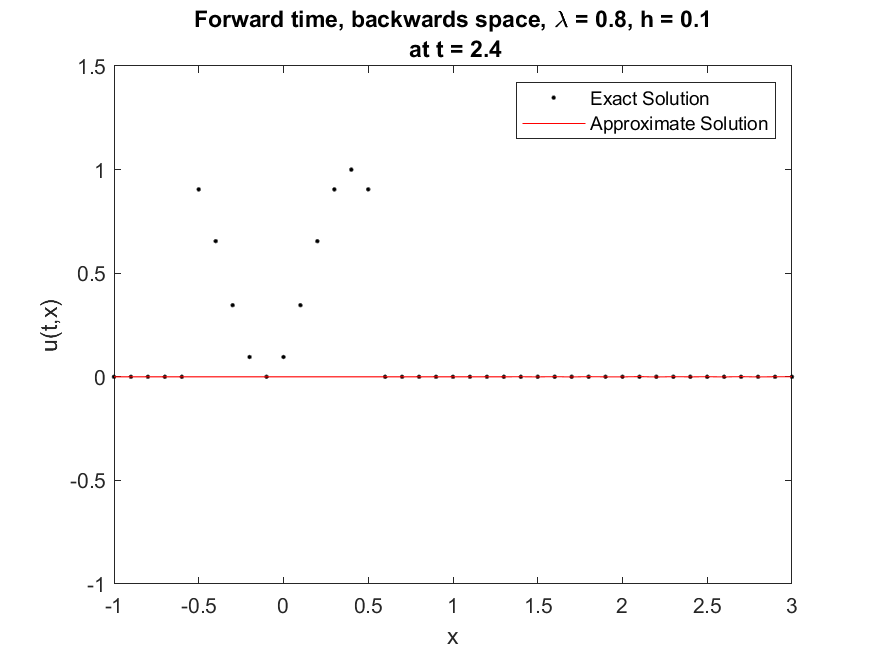 Forward time, backwards space, λ = 0.8, h = 0.1
at t = 2.4
Exact Solution
Approximate Solution
1.5
1
0.5
0
-0.5
-1
u(t,x)
-1 -0.5 0 0.5 1 1.5 2 2.5 3
x